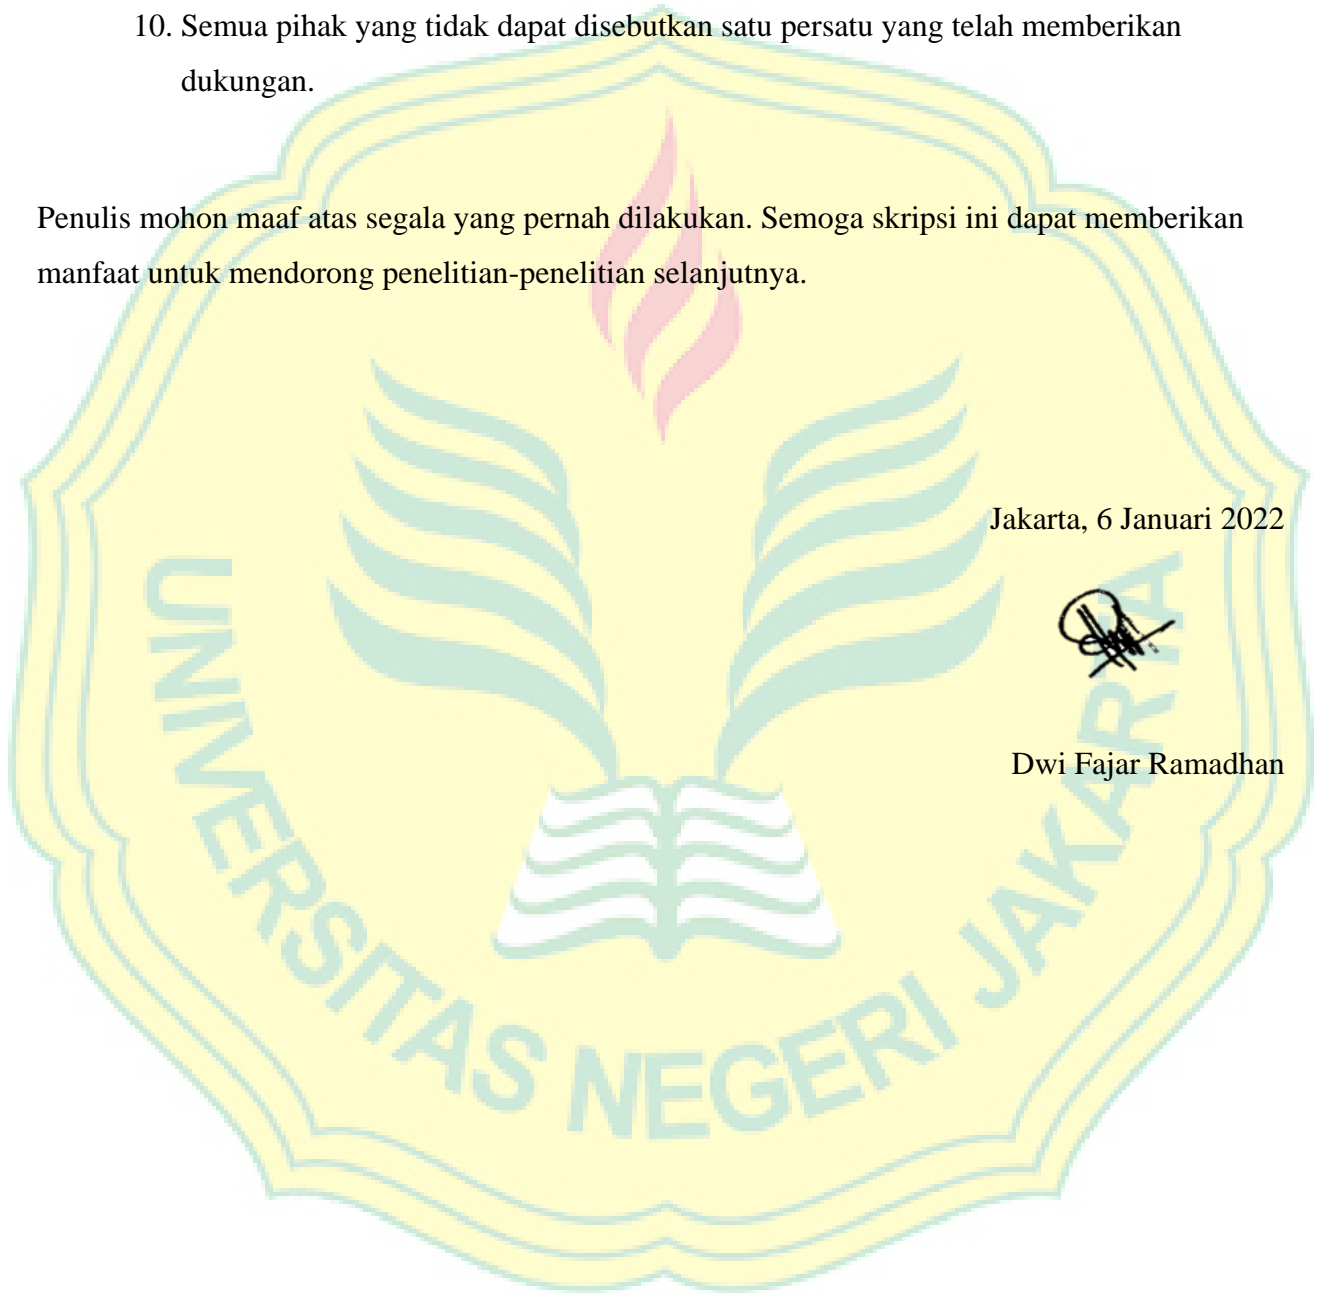 10. Semua pihak yang tidak dapat disebutkan satu persatu yang telah memberikan
dukungan.
Penulis mohon maaf atas segala yang pernah dilakukan. Semoga skripsi ini dapat memberikan
manfaat untuk mendorong penelitian-penelitian selanjutnya.
Jakarta, 6 Januari 2022
Dwi Fajar Ramadhan
UNIVERSITAS NEGERI JAKARTA